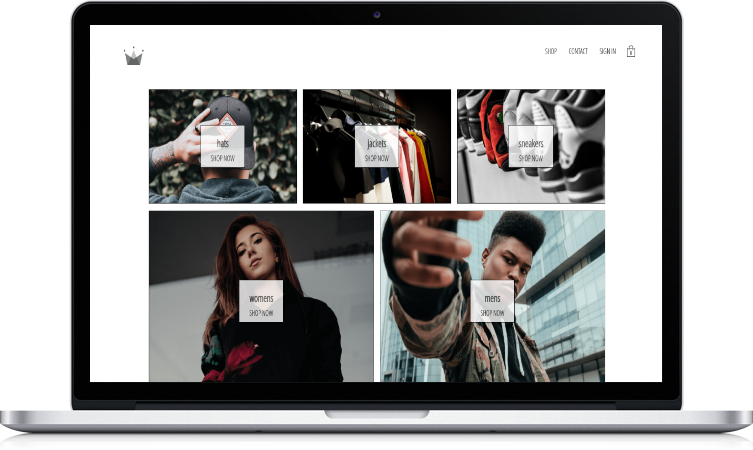 SHOP CONTACT SIGN IN
hats
SHOP NOW
jackets
SHOP NOW
sneakers
SHOP NOW
womens
SHOP NOW
mens
SHOP NOW